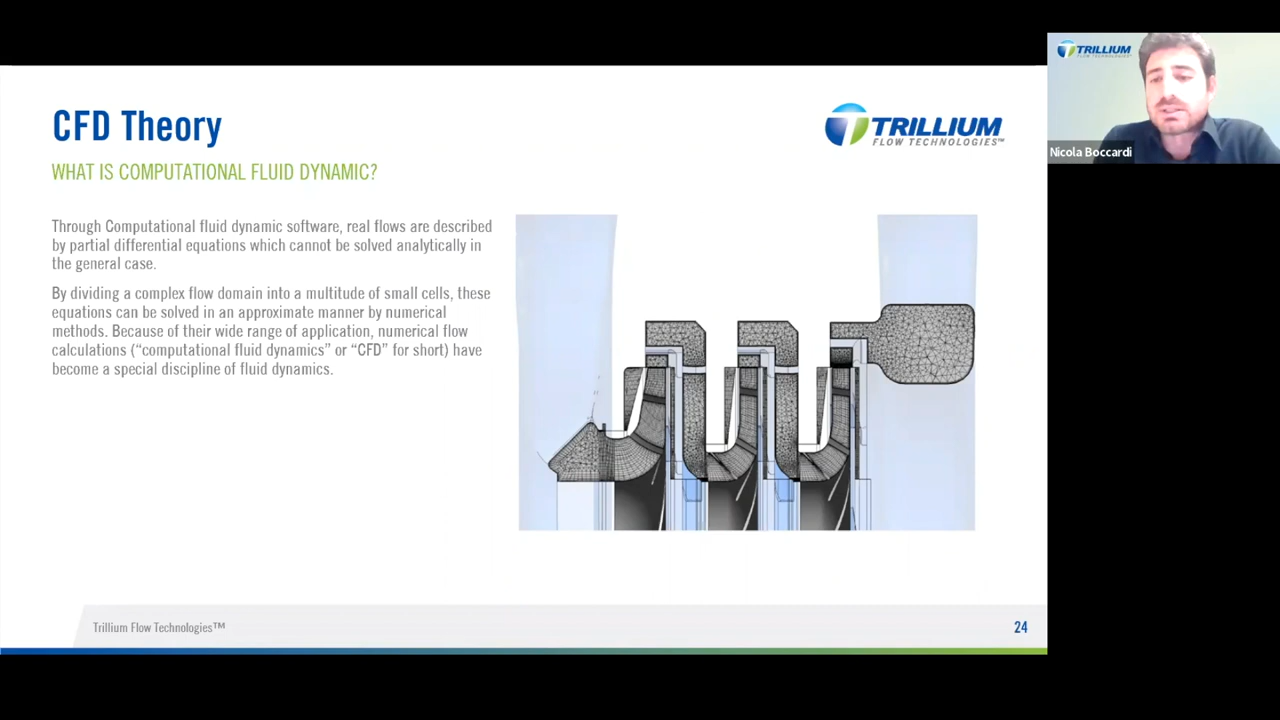 CFD Theory
TRILLIUM
FLOW TECHNOLOGIES™
WHAT IS COMPUTATIONAL FLUID DYNAMIC?
Through Computational fluid dynamic software, real flows are described
by partial differential equations which cannot be solved analytically in
the general case.
By dividing a complex flow domain into a multitude of small cells, these
equations can be solved in an approximate manner by numerical
methods. Because of their wide range of application, numerical flow
calculations (“computational fluid dynamics” or “CFD” for short) have
become a special discipline of fluid dynamics.
Trillium Flow Technologies™
24
TRILLIUM
FLOW TECHNOLOGIES
Nicola Boccardi